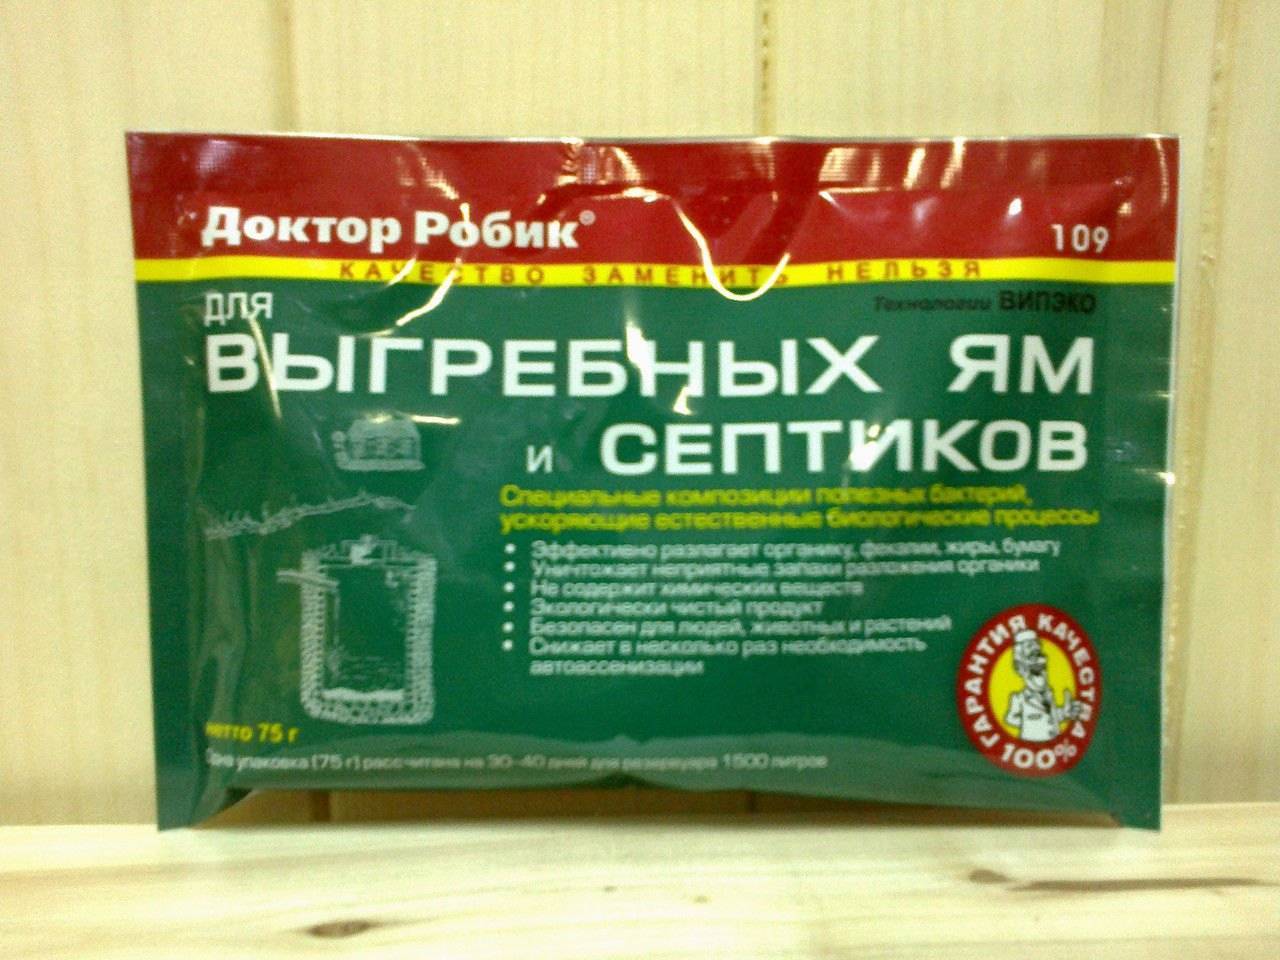 Доктор Робик®
109
КАЧЕСТВО ЗАМЕНИТЬ НЕЛЬЗЯ
Технологии ВИПЭКО
для
ВЫГРЕБНЫХ ЯМ
и СЕПТИКОВ
Специальные композиции полезных бактерий,
ускоряющие естественные биологические процессы
• Эффективно разлагает органику, фекалии, жиры, бумагу
• Уничтожает неприятные запахи разложения органики
• Не содержит химических веществ
• Экологически чистый продукт
• Безопасен для людей, животных и растений
• Снижает в несколько раз необходимость
автоассенизации
ГАРАНТИЯ КАЧЕСТВА
100%
нетто 75 г
Одна упаковка (75 г) рассчитана на 30-40 дней для резервуара 1500 литров